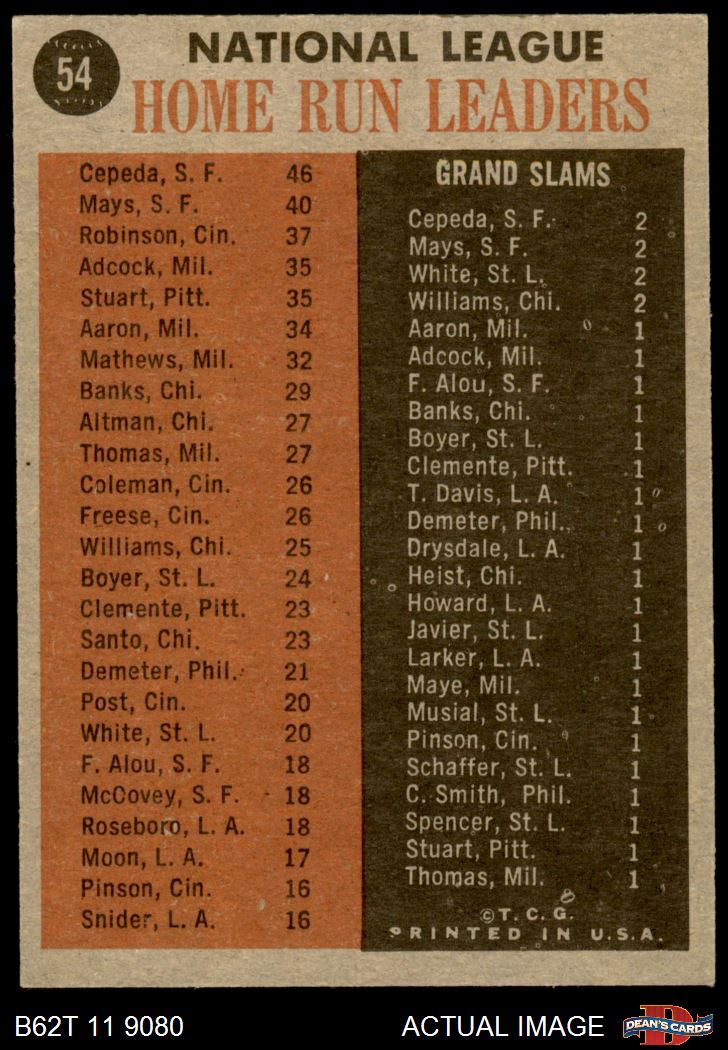 54
NATIONAL LEAGUE
HOME RUN LEADERS
Cepeda, S. F. 46
Mays, S. F. 40
Robinson, Cin. 37
Adcock, Mil. 35
Stuart, Pitt. 35
Aaron, Mil. 34
Mathews, Mil. 32
Banks, Chi. 29
Altman, Chi. 27
Thomas, Mil. 27
Coleman, Cin. 26
Freese, Cin. 26
Williams, Chi. 25
Boyer, St. L. 24
Clemente, Pitt. 23
Santo, Chi. 23
Demeter, Phil. 21
Post, Cin. 20
White, St. L. 20
F. Alou, S. F. 18
McCovey, S. F. 18
Roseboro, L. A. 18
Moon, L. A. 17
Pinson, Cin. 16
Snider, L. A. 16
GRAND SLAMS
Cepeda, S. F. 2
Mays, S. F. 2
White, St. L. 2
Williams, Chi. 2
Aaron, Mil. 1
Adcock, Mil. 1
F. Alou, S. F. 1
Banks, Chi. 1
Boyer, St. L. 1
Clemente, Pitt. 1
T. Davis, L. A. 1
Demeter, Phil. 1
Drysdale, L. A. 1
Heist, Chi. 1
Howard, L. A. 1
Javier, St. L. 1
Larker, L. A. 1
Maye, Mil. 1
Musial, St. L. 1
Pinson, Cin. 1
Schaffer, St. L. 1
C. Smith, Phil. 1
Spencer, St. L. 1
Stuart, Pitt. 1
Thomas, Mil. 1
©T. C. G.
PRINTED IN U.S.A.
B62T 11 9080
ACTUAL IMAGE
D
DEAN'S CARDS